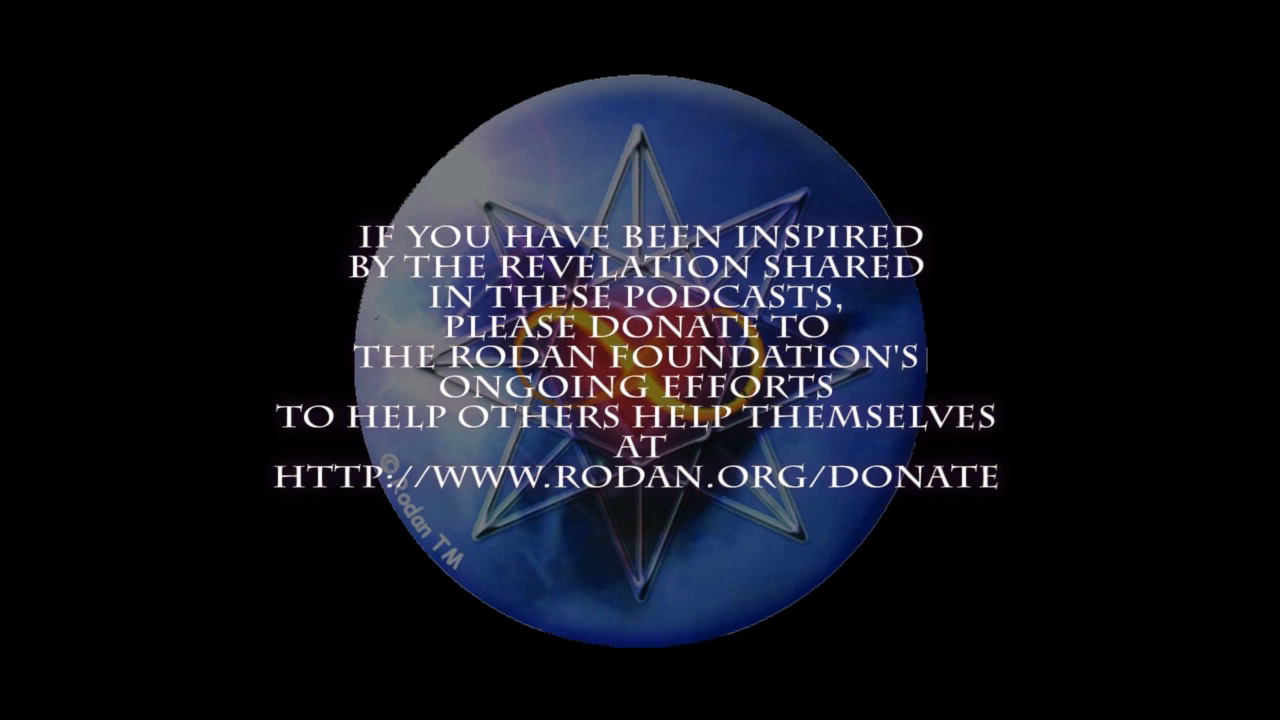 IF YOU HAVE BEEN INSPIRED
BY THE REVELATION SHARED
IN THESE PODCASTS,
PLEASE DONATE TO
THE RODAN FOUNDATION'S
ONGOING EFFORTS
TO HELP OTHERS HELP THEMSELVES
AT
HTTP://WWW.RODAN.ORG/DONATE
© Rodan TM